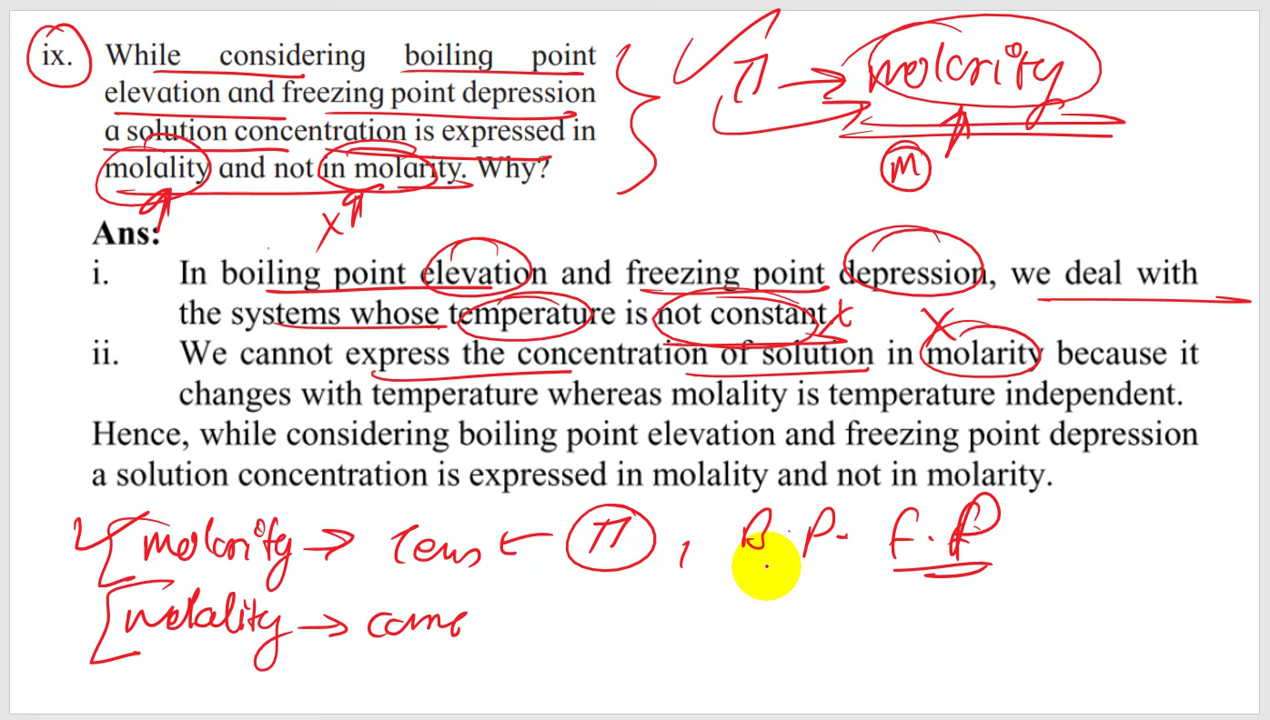 ix. While considering boiling point
elevation and freezing point depression
a solution concentration is expressed in
molality and not in molarity. Why?
π → molarity
M
Ans:
i. In boiling point elevation and freezing point depression, we deal with
the systems whose temperature is not constant.
ii. We cannot express the concentration of solution in molarity because it
changes with temperature whereas molality is temperature independent.
Hence, while considering boiling point elevation and freezing point depression
a solution concentration is expressed in molality and not in molarity.
molarity → ← π , B.P. F.P
molality →